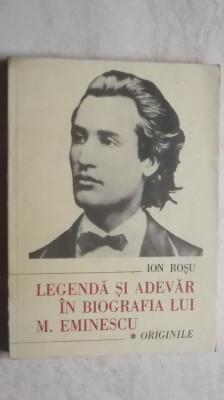 ION ROȘU
LEGENDĂ ȘI ADEVĂR
ÎN BIOGRAFIA LUI
M. EMINESCU
* ORIGINILE